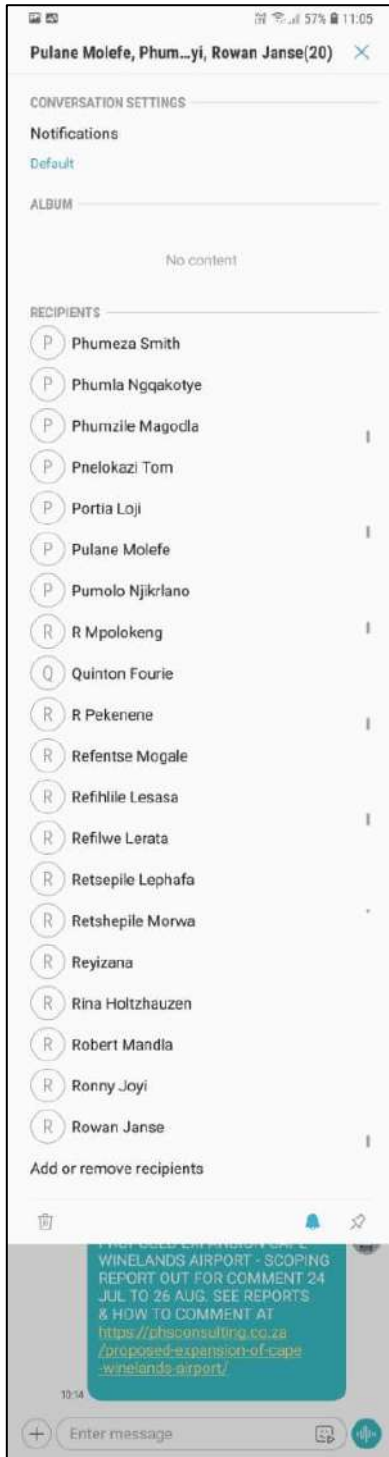 57% 11:05
Pulane Molefe, Phum...yi, Rowan Janse(20)
CONVERSATION SETTINGS
Notifications
Default
ALBUM
No content
RECIPIENTS
P Phumeza Smith
P Phumla Ngqakotye
P Phumzile Magodla
P Pnelokazi Tom
P Portia Loji
P Pulane Molefe
P Pumolo Njikrlano
R R Mpolokeng
Q Quinton Fourie
R R Pekenene
R Refentse Mogale
R Refihlile Lesasa
R Refilwe Lerata
R Retsepile Lephafa
R Retshepile Morwa
R Reyizana
R Rina Holtzhauzen
R Robert Mandla
R Ronny Joyi
R Rowan Janse
Add or remove recipients
PROPOSED EXPANSION CAPE
WINELANDS AIRPORT - SCOPING
REPORT OUT FOR COMMENT 24
JUL TO 26 AUG. SEE REPORTS
& HOW TO COMMENT AT
https://phsconsulting.co.za
/proposed-expansion-of-cape
-winelands-airport/
10:14
Enter message